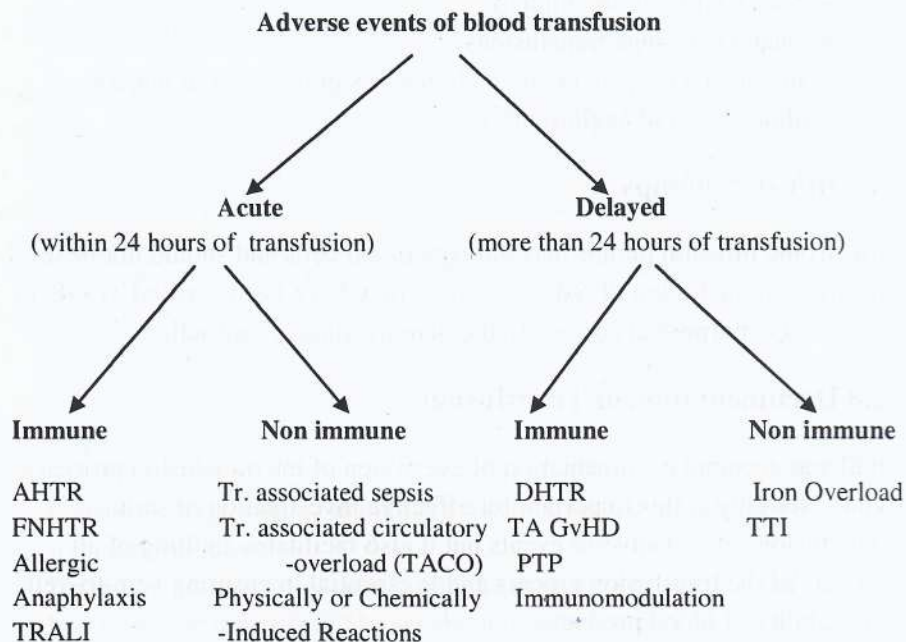 Adverse events of blood transfusion
Acute
(within 24 hours of transfusion)
Delayed
(more than 24 hours of transfusion)
Immune
AHTR
FNHTR
Allergic
Anaphylaxis
TRALI
Non immune
Tr. associated sepsis
Tr. associated circulatory
-overload (TACO)
Physically or Chemically
-Induced Reactions
Immune
DHTR
TA GvHD
PTP
Immunomodulation
Non immune
Iron Overload
TTI